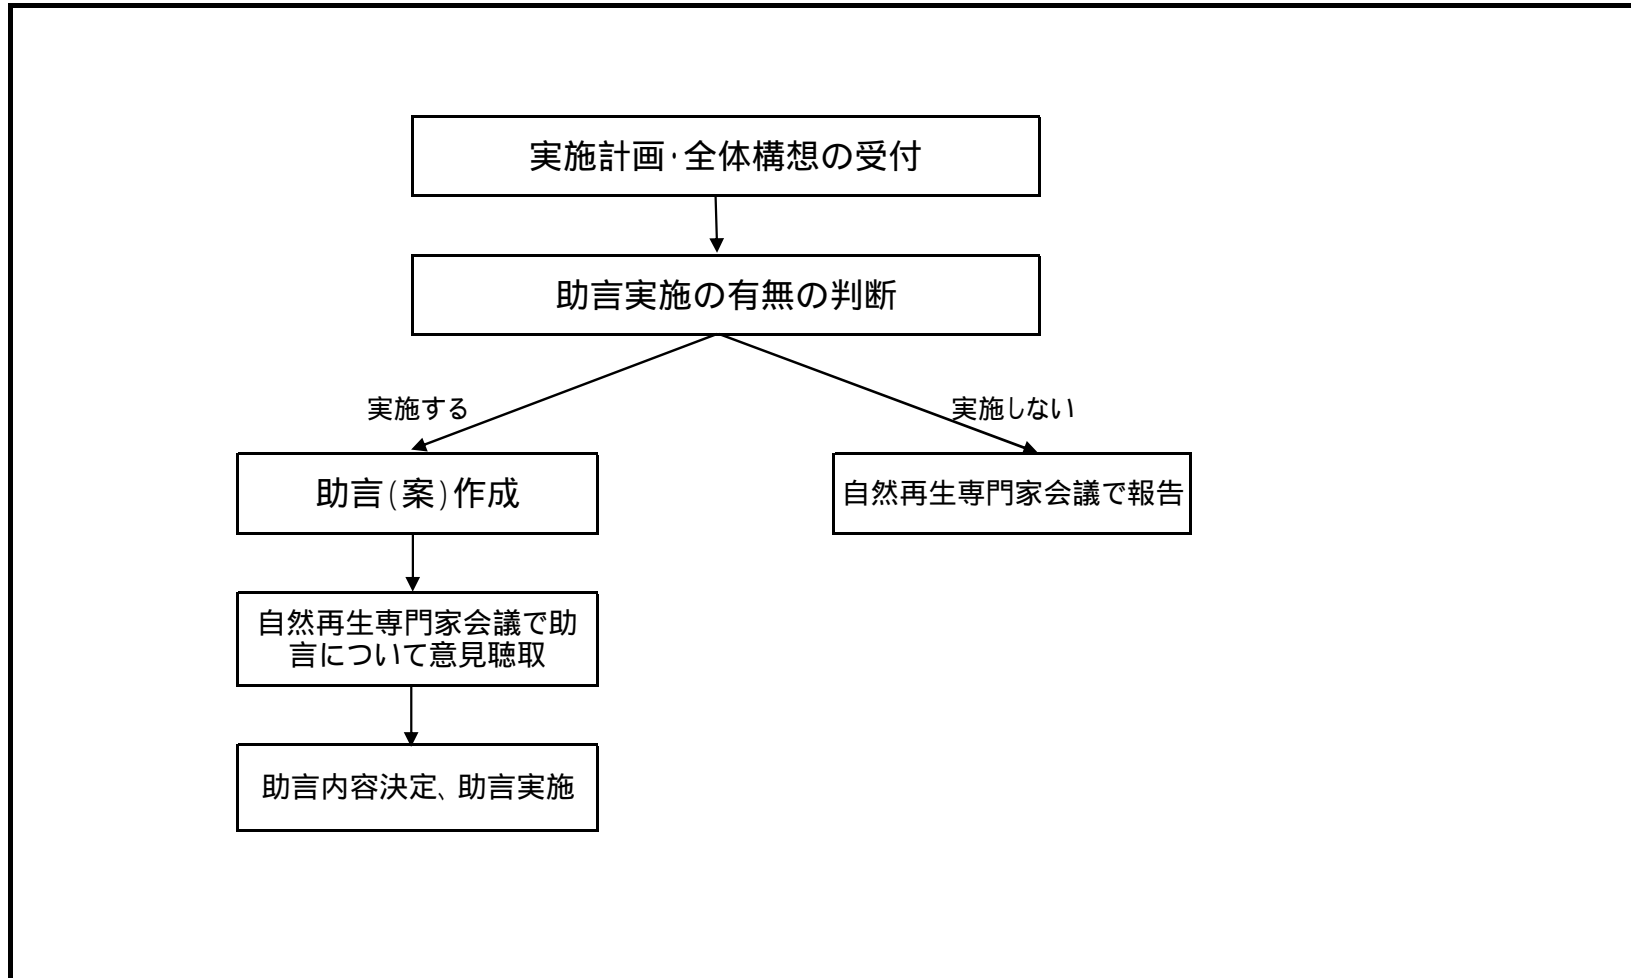 実施計画・全体構想の受付
助言実施の有無の判断
実施する
実施しない
助言(案)作成
自然再生専門家会議で報告
自然再生専門家会議で助
言について意見聴取
助言内容決定、助言実施